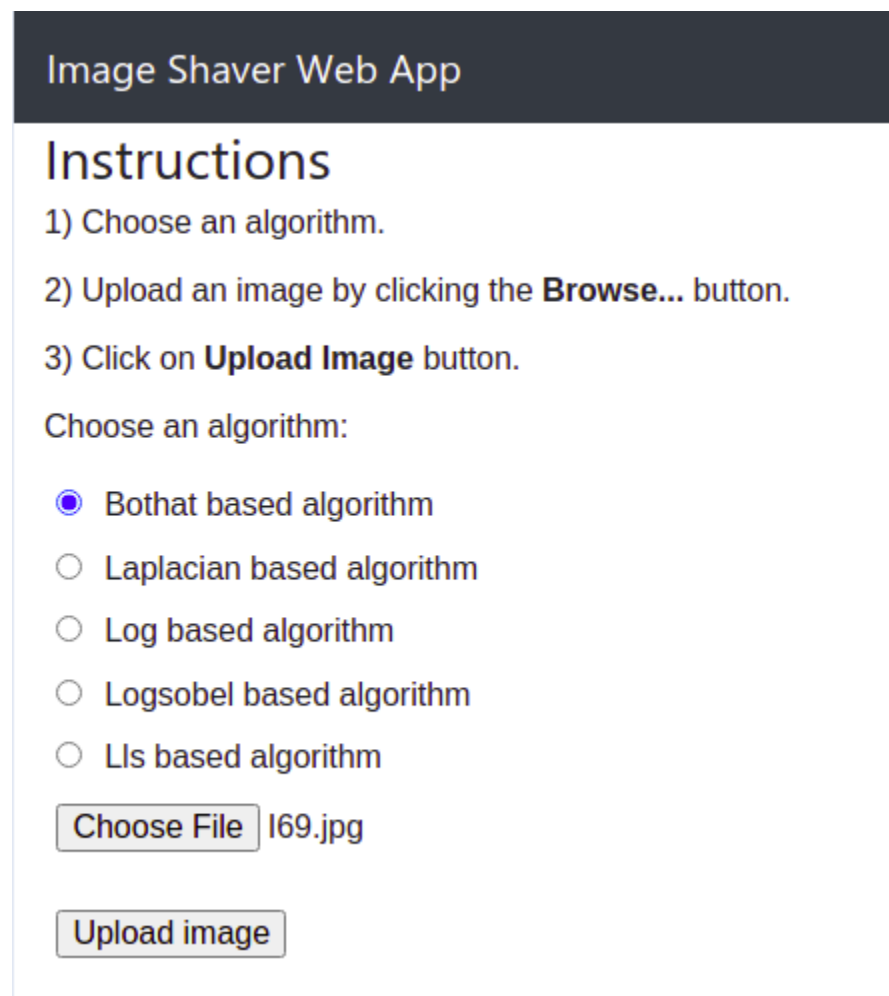 Image Shaver Web App
Instructions
1) Choose an algorithm.
2) Upload an image by clicking the Browse... button.
3) Click on Upload Image button.
Choose an algorithm:
Bothat based algorithm
Laplacian based algorithm
Log based algorithm
Logsobel based algorithm
Lls based algorithm
Choose File I69.jpg
Upload image